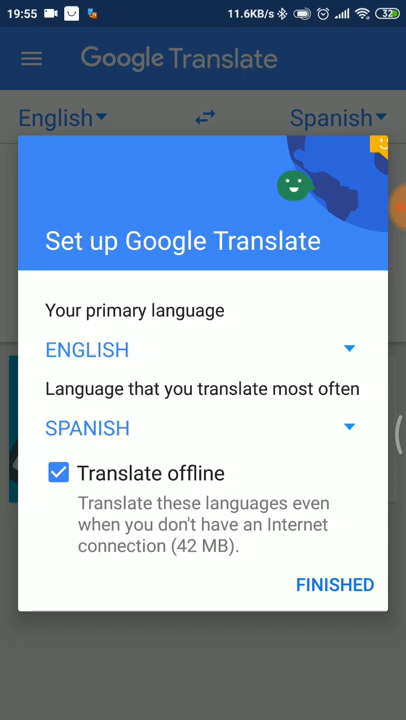 19:55 11.6KB/s 32
Google Translate
English Spanish
Set up Google Translate
Your primary language
ENGLISH
Language that you translate most often
SPANISH
Translate offline
Translate these languages even
when you don't have an Internet
connection (42 MB).
FINISHED